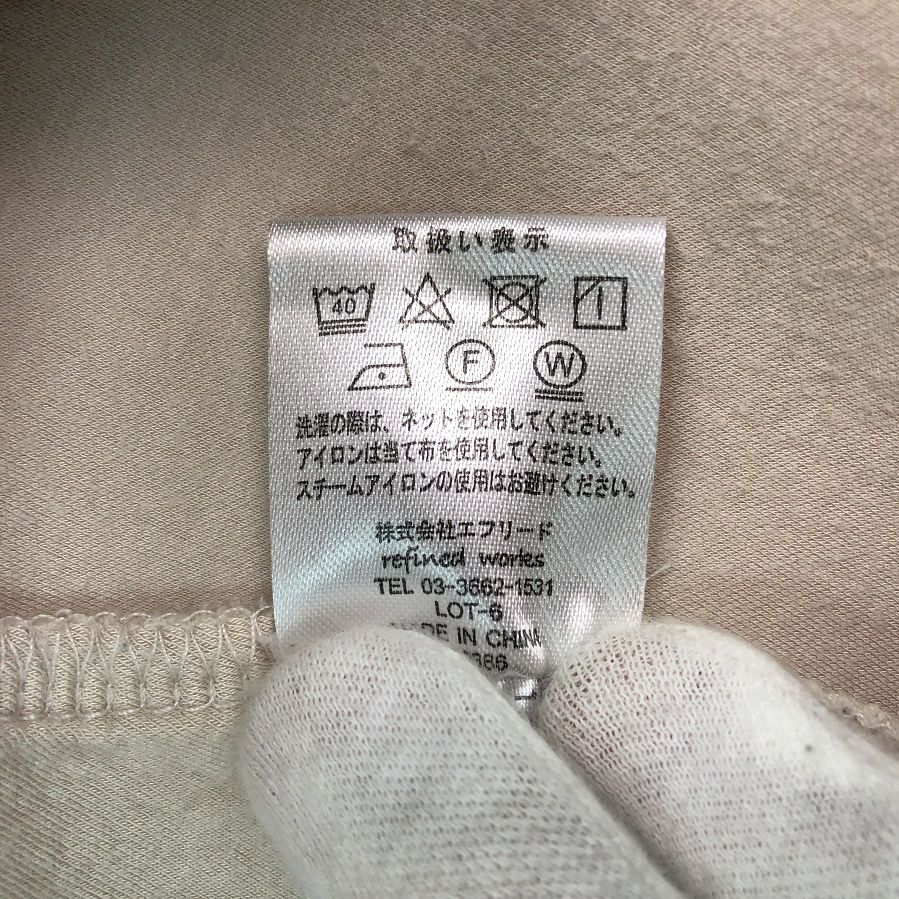 取扱い表示
40
F W
洗濯の際は、ネットを使用してください。
アイロンは当て布を使用してください。
スチームアイロンの使用はお避けください。
株式会社エフリード
refined works
TEL 03-3662-1531
LOT-6
IN CHINA